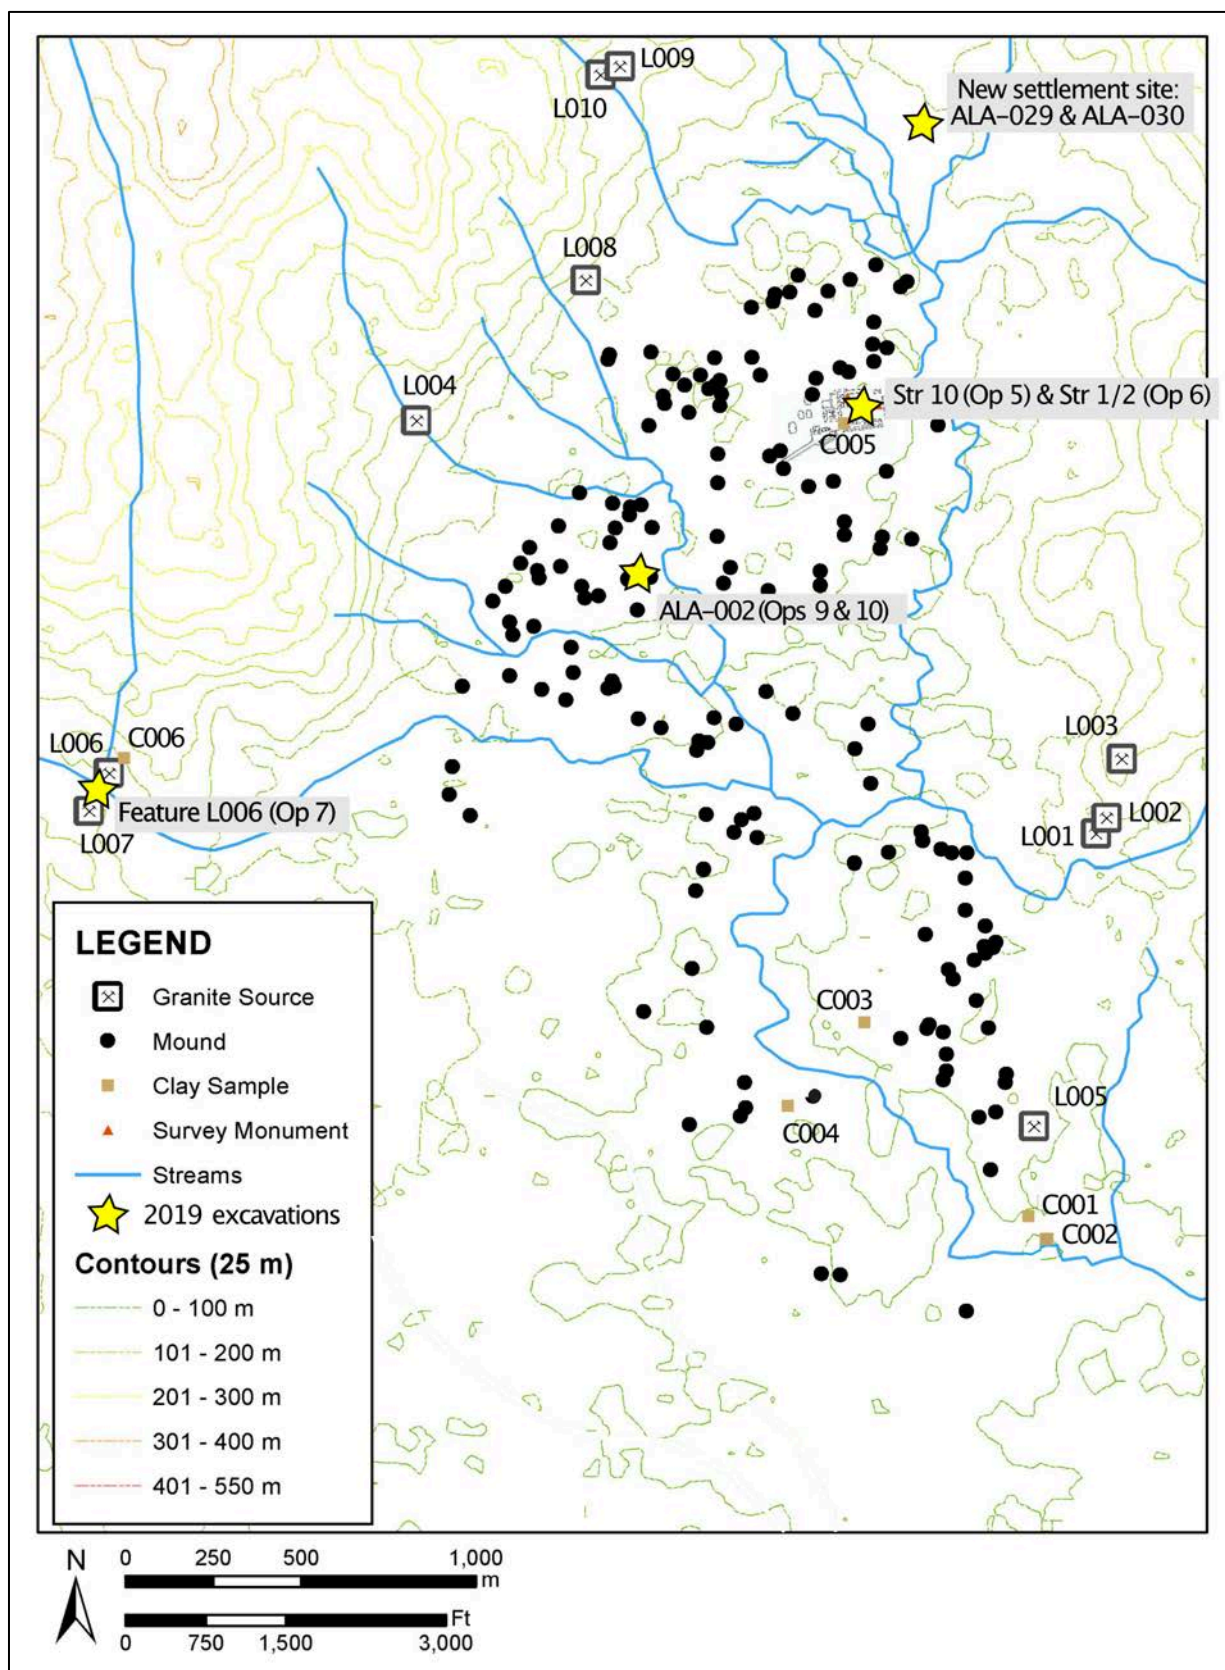 L009
L010
New settlement site:
ALA-029 & ALA-030
L008
L004
Str 10 (Op 5) & Str 1/2 (Op 6)
C005
ALA-002 (Ops 9 & 10)
L006
C006
L003
Feature L006 (Op 7)
L002
L001
L007
LEGEND
Granite Source
Mound
Clay Sample
Survey Monument
Streams
2019 excavations
Contours (25 m)
0 - 100 m
101 - 200 m
201 - 300 m
301 - 400 m
401 - 550 m
C003
L005
C004
C001
C002
N
0 250 500 1,000
m
Ft
0 750 1,500 3,000